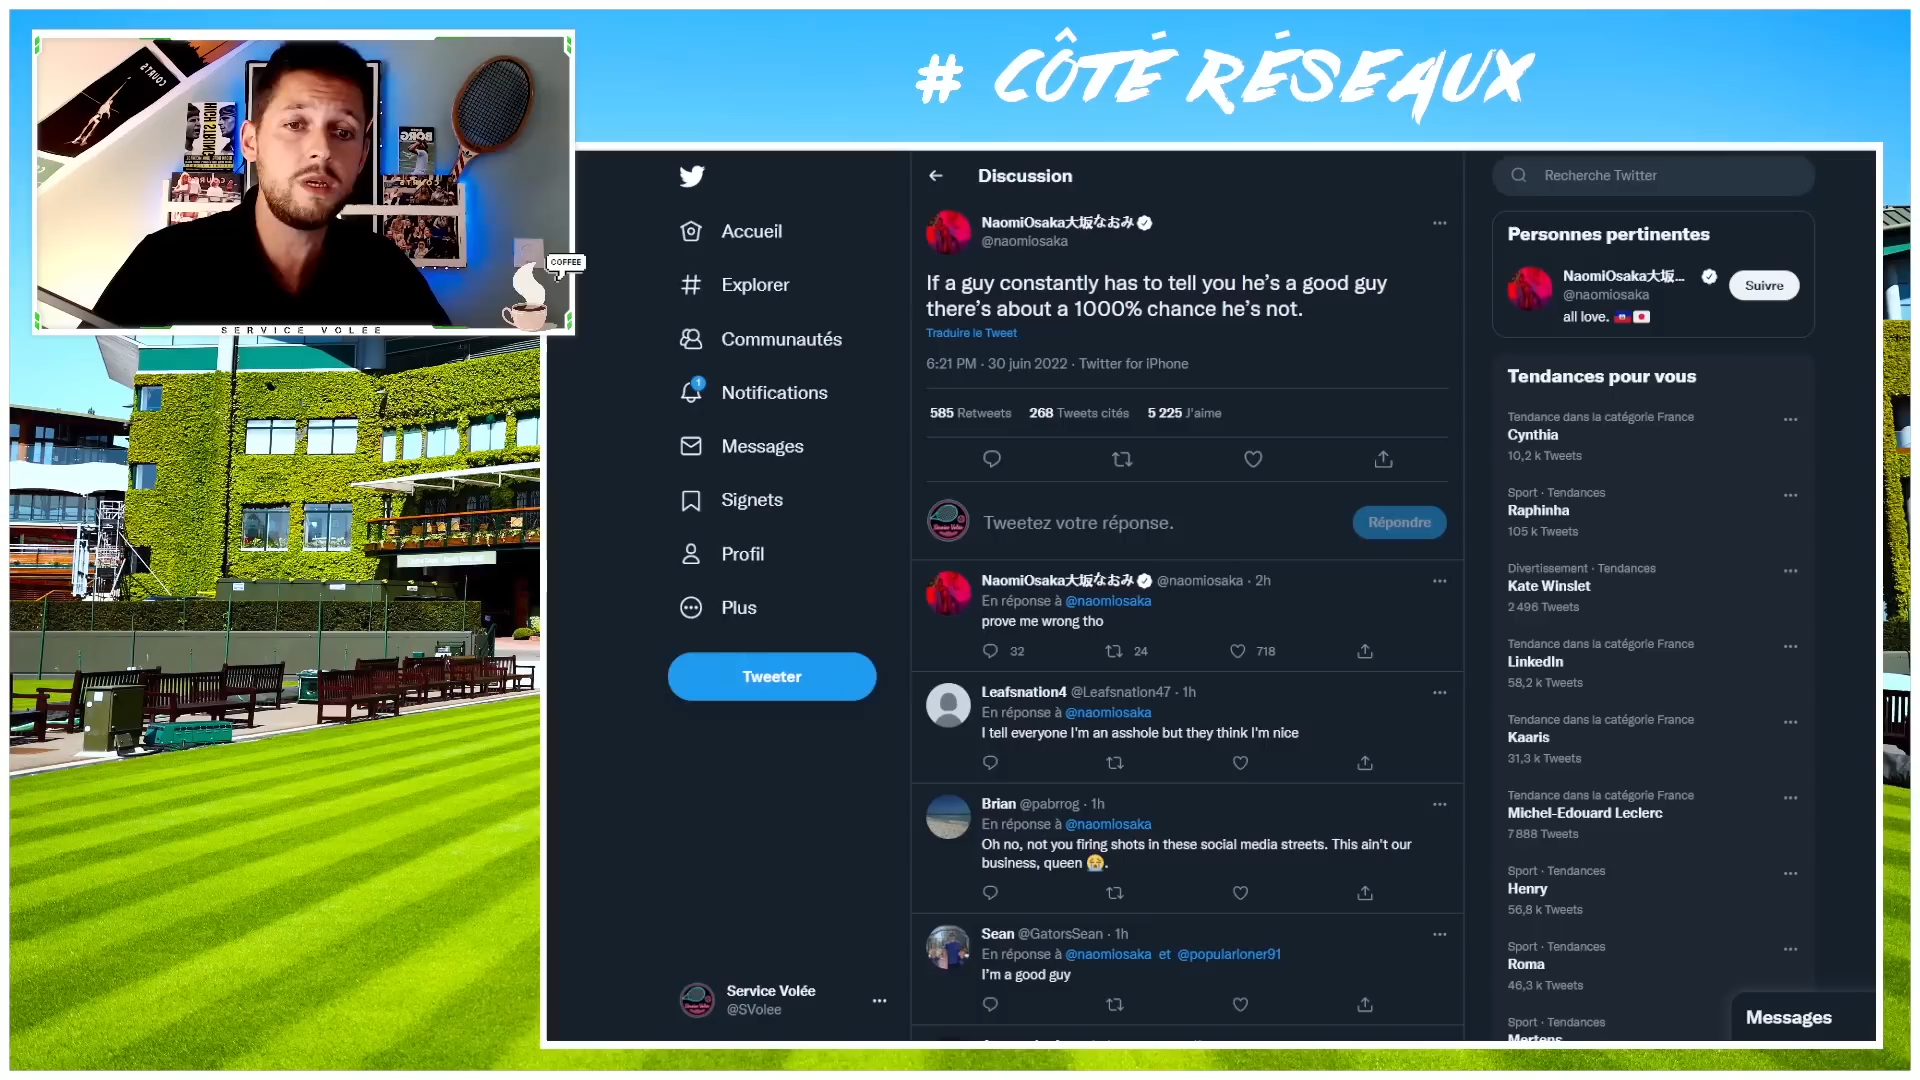 # CÔTÉ RÉSEAUX
COURTS
HIGH STRUNG
BORG
COURTS
COFFEE
SERVICE VOLEE
Accueil
Explorer
Communautés
1
Notifications
Messages
Signets
Profil
Plus
Tweeter
Service Volée
@SVolee
Discussion
NaomiOsaka大坂なおみ
@naomiosaka
If a guy constantly has to tell you he’s a good guy
there’s about a 1000% chance he’s not.
Traduire le Tweet
6:21 PM · 30 juin 2022 · Twitter for iPhone
585 Retweets 268 Tweets cités 5 225 J'aime
Tweetez votre réponse.
Répondre
NaomiOsaka大坂なおみ @naomiosaka · 2h
En réponse à @naomiosaka
prove me wrong tho
32 24 718
Leafsnation4 @Leafsnation47 · 1h
En réponse à @naomiosaka
I tell everyone I'm an asshole but they think I'm nice
Brian @pabrrog · 1h
En réponse à @naomiosaka
Oh no, not you firing shots in these social media streets. This ain't our
business, queen 😭.
Sean @GatorsSean · 1h
En réponse à @naomiosaka et @popularloner91
I'm a good guy
Recherche Twitter
Personnes pertinentes
NaomiOsaka大坂...
@naomiosaka
Suivre
all love. 🇭🇹🇯🇵
Tendances pour vous
Tendance dans la catégorie France
Cynthia
10,2 k Tweets
Sport · Tendances
Raphinha
105 k Tweets
Divertissement · Tendances
Kate Winslet
2 496 Tweets
Tendance dans la catégorie France
LinkedIn
58,2 k Tweets
Tendance dans la catégorie France
Kaaris
31,3 k Tweets
Tendance dans la catégorie France
Michel-Edouard Leclerc
7 888 Tweets
Sport · Tendances
Henry
56,8 k Tweets
Sport · Tendances
Roma
46,3 k Tweets
Sport · Tendances
Mertens
Messages